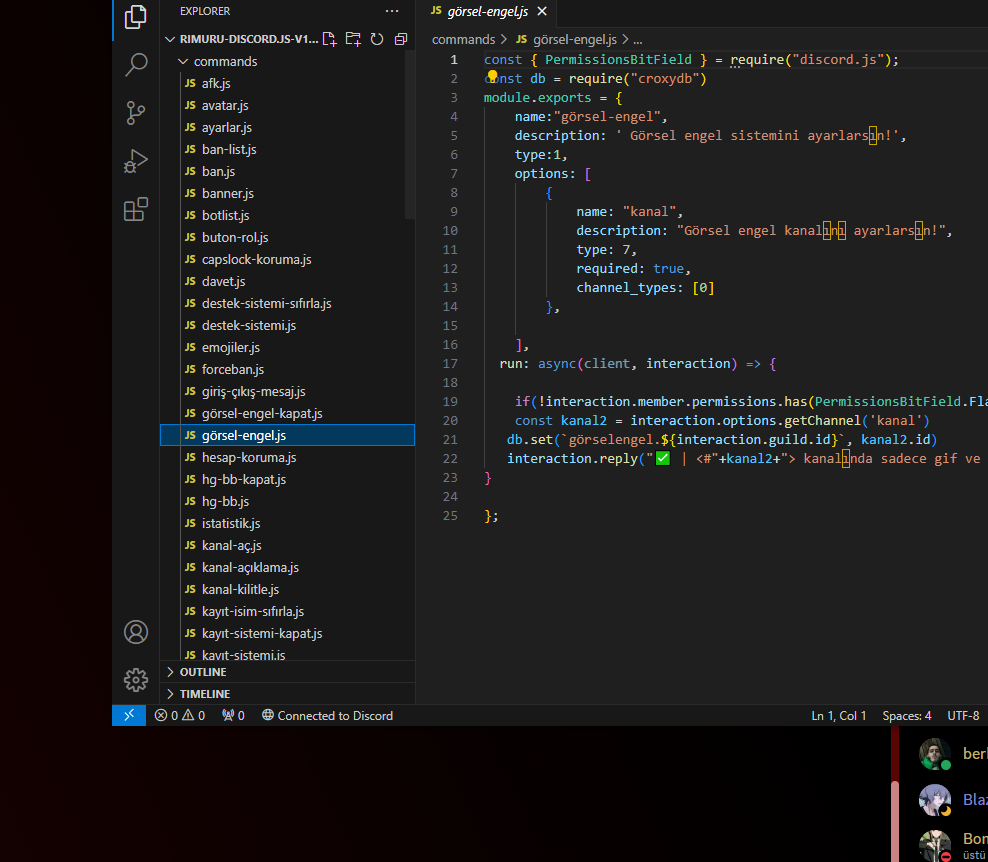 EXPLORER
RIMURU-DISCORD.JS-V1...
commands
JS afk.js
JS avatar.js
JS ayarlar.js
JS ban-list.js
JS ban.js
JS banner.js
JS botlist.js
JS buton-rol.js
JS capslock-koruma.js
JS davet.js
JS destek-sistemi-sıfırla.js
JS destek-sistemi.js
JS emojiler.js
JS forceban.js
JS giriş-çıkış-mesaj.js
JS görsel-engel-kapat.js
JS görsel-engel.js
JS hesap-koruma.js
JS hg-bb-kapat.js
JS hg-bb.js
JS istatistik.js
JS kanal-aç.js
JS kanal-açıklama.js
JS kanal-kilitle.js
JS kayıt-isim-sıfırla.js
JS kayıt-sistemi-kapat.js
JS kayıt-sistemi.js
OUTLINE
TIMELINE
JS görsel-engel.js
commands > JS görsel-engel.js > ...
1 const { PermissionsBitField } = require("discord.js");
2 const db = require("croxydb")
3 module.exports = {
4 name:"görsel-engel",
5 description: ' Görsel engel sistemini ayarlarsın!',
6 type:1,
7 options: [
8 {
9 name: "kanal",
10 description: "Görsel engel kanalını ayarlarsın!",
11 type: 7,
12 required: true,
13 channel_types: [0]
14 },
15
16 ],
17 run: async(client, interaction) => {
18
19 if(!interaction.member.permissions.has(PermissionsBitField.Fla
20 const kanal2 = interaction.options.getChannel('kanal')
21 db.set(`görselengel.${interaction.guild.id}`, kanal2.id)
22 interaction.reply("✅ | <#"+kanal2+"> kanalında sadece gif ve
23 }
24
25 };
0 0 0 Connected to Discord Ln 1, Col 1 Spaces: 4 UTF-8
Blaz
Bon
üstü